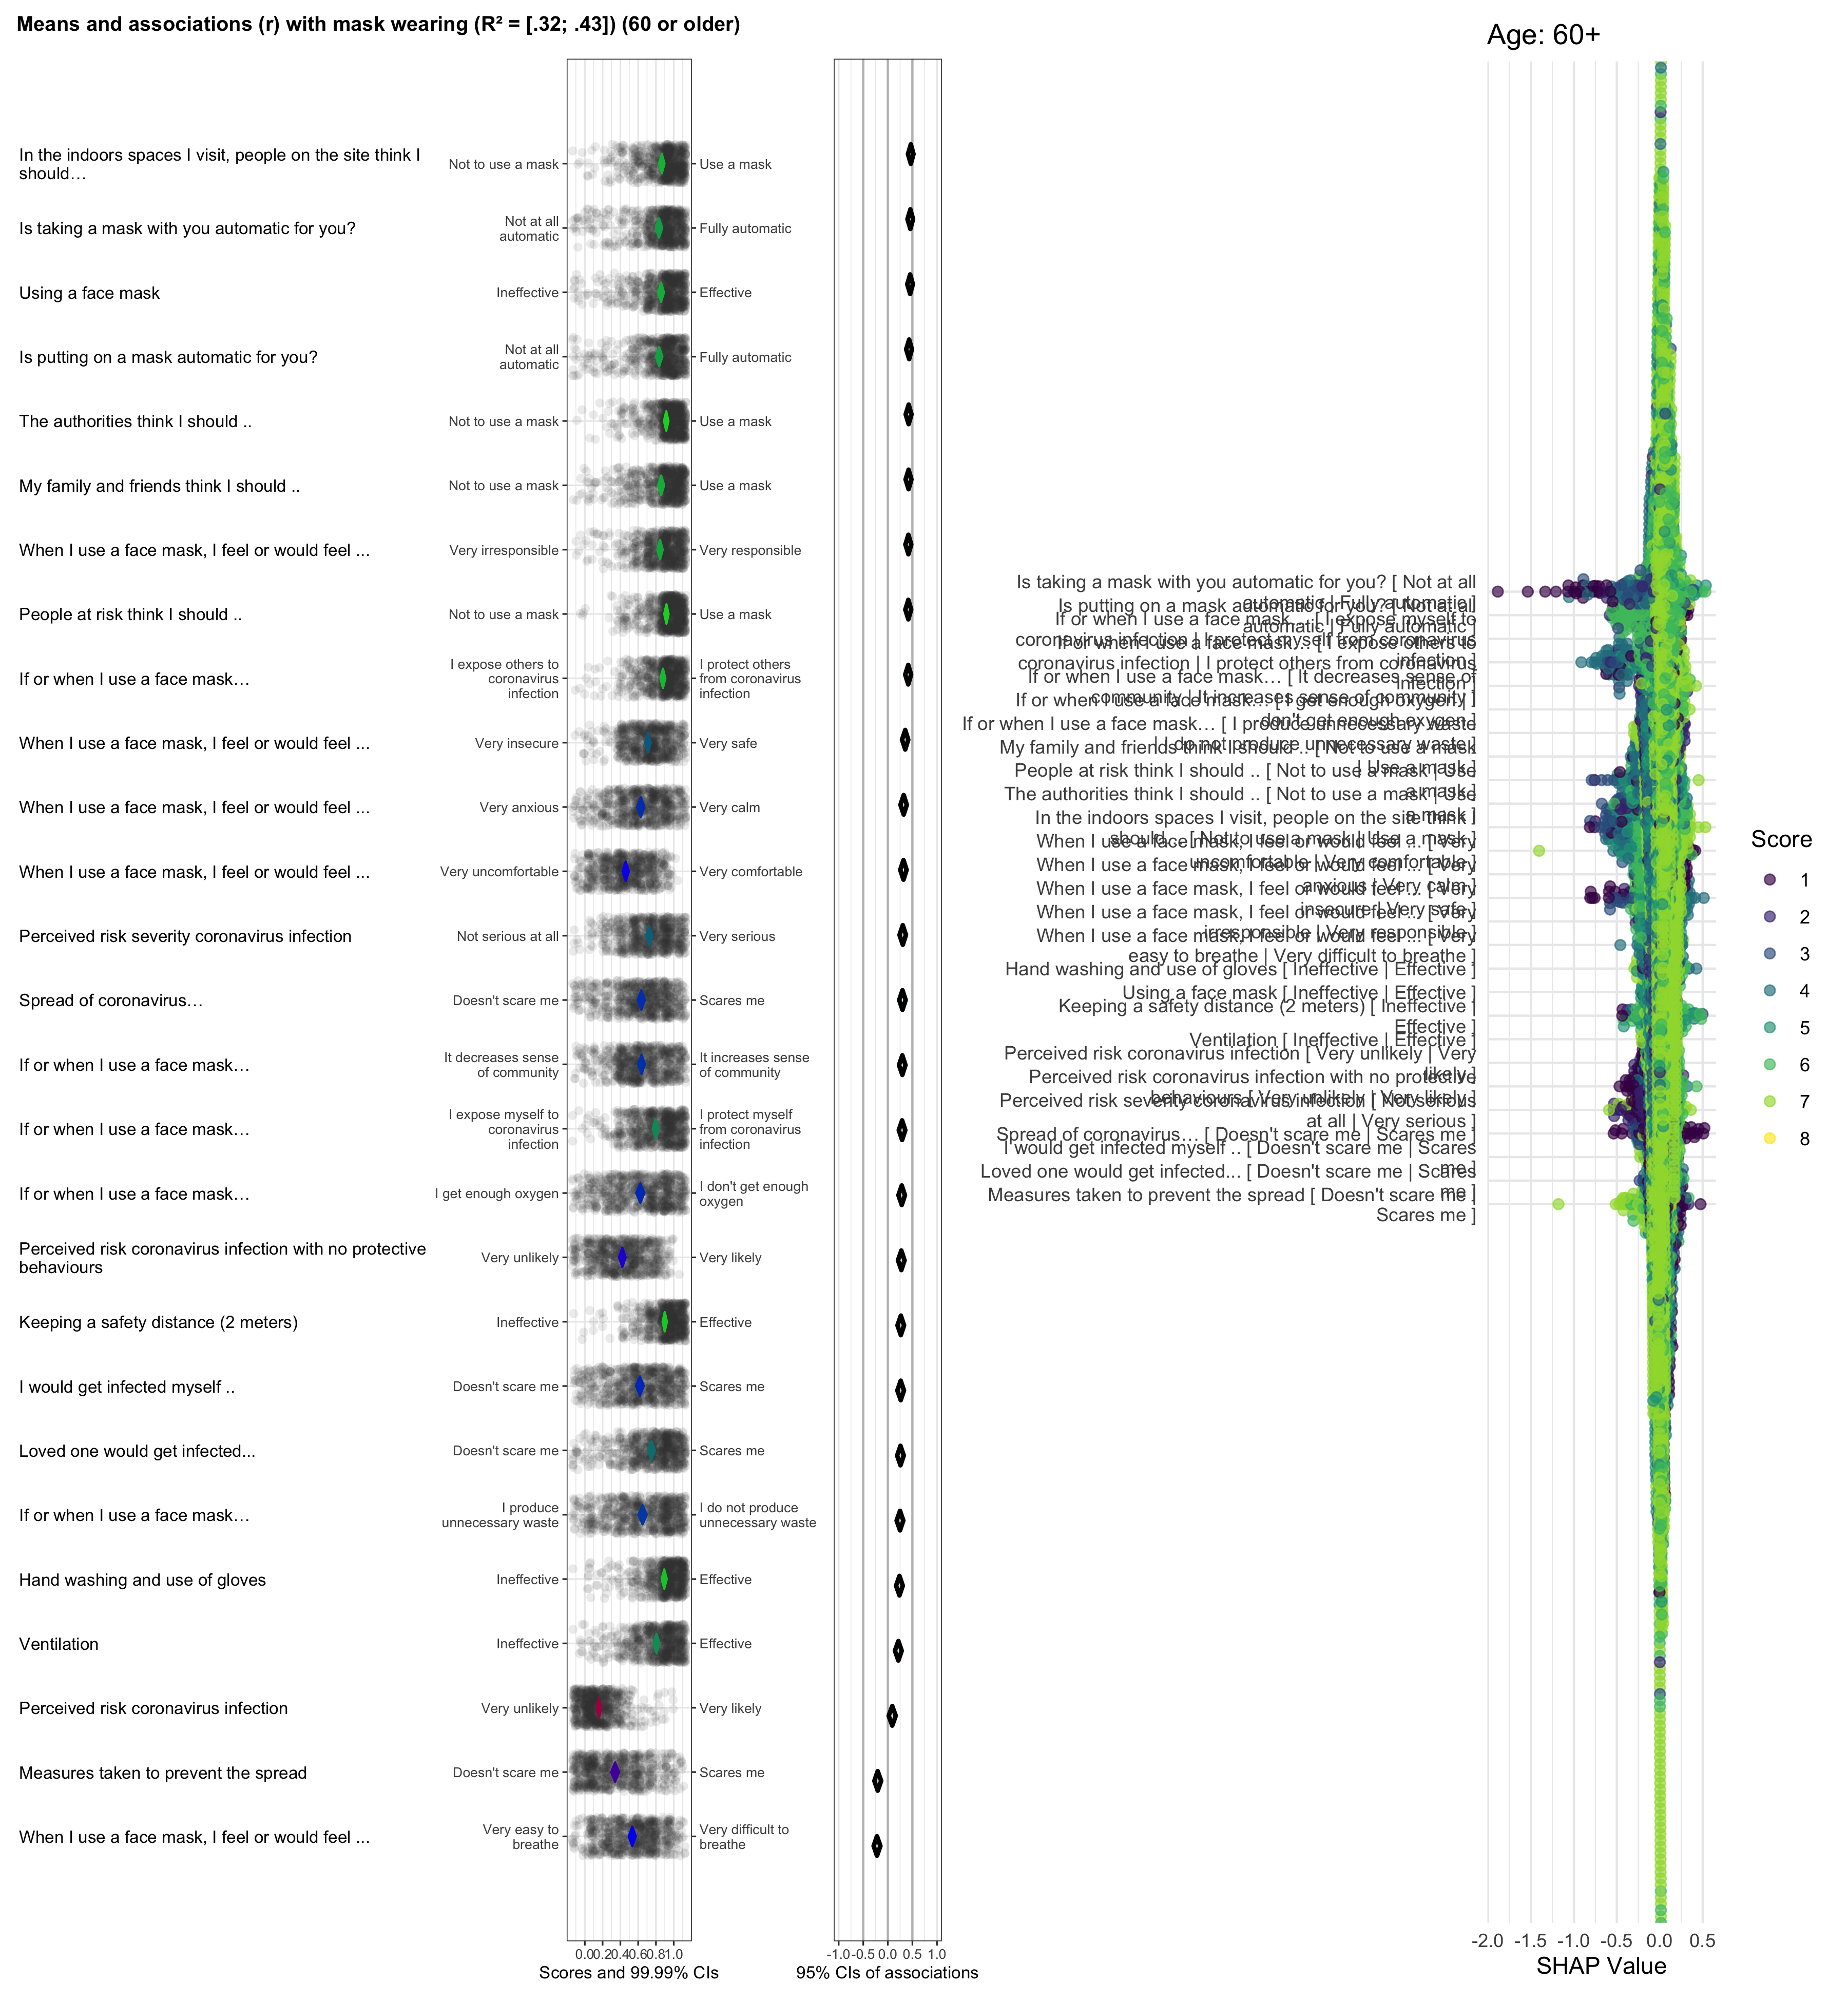 Means and associations (r) with mask wearing (R² = [.32; .43]) (60 or older)
In the indoors spaces I visit, people on the site think I
should…
Not to use a mask
Use a mask
Is taking a mask with you automatic for you?
Not at all
automatic
Fully automatic
Using a face mask
Ineffective
Effective
Is putting on a mask automatic for you?
Not at all
automatic
Fully automatic
The authorities think I should ..
Not to use a mask
Use a mask
My family and friends think I should ..
Not to use a mask
Use a mask
When I use a face mask, I feel or would feel ...
Very irresponsible
Very responsible
People at risk think I should ..
Not to use a mask
Use a mask
If or when I use a face mask…
I expose others to
coronavirus
infection
I protect others
from coronavirus
infection
When I use a face mask, I feel or would feel ...
Very insecure
Very safe
When I use a face mask, I feel or would feel ...
Very anxious
Very calm
When I use a face mask, I feel or would feel ...
Very uncomfortable
Very comfortable
Perceived risk severity coronavirus infection
Not serious at all
Very serious
Spread of coronavirus…
Doesn't scare me
Scares me
If or when I use a face mask…
It decreases sense
of community
It increases sense
of community
If or when I use a face mask…
I expose myself to
coronavirus
infection
I protect myself
from coronavirus
infection
If or when I use a face mask…
I get enough oxygen
I don't get enough
oxygen
Perceived risk coronavirus infection with no protective
behaviours
Very unlikely
Very likely
Keeping a safety distance (2 meters)
Ineffective
Effective
I would get infected myself ..
Doesn't scare me
Scares me
Loved one would get infected...
Doesn't scare me
Scares me
If or when I use a face mask…
I produce
unnecessary waste
I do not produce
unnecessary waste
Hand washing and use of gloves
Ineffective
Effective
Ventilation
Ineffective
Effective
Perceived risk coronavirus infection
Very unlikely
Very likely
Measures taken to prevent the spread
Doesn't scare me
Scares me
When I use a face mask, I feel or would feel ...
Very easy to
breathe
Very difficult to
breathe
0.0 0.2 0.4 0.6 0.8 1.0
Scores and 99.99% CIs
-1.0 -0.5 0.0 0.5 1.0
95% CIs of associations
Age: 60+
Is taking a mask with you automatic for you? [ Not at all
automatic | Fully automatic ]
Is putting on a mask automatic for you? [ Not at all
automatic | Fully automatic ]
If or when I use a face mask… [ I expose myself to
coronavirus infection | I protect myself from coronavirus
infection ]
If or when I use a face mask… [ I expose others to
coronavirus infection | I protect others from coronavirus
infection ]
If or when I use a face mask… [ It decreases sense of
community | It increases sense of community ]
If or when I use a face mask… [ I get enough oxygen | I
don't get enough oxygen ]
If or when I use a face mask… [ I produce unnecessary waste
| I do not produce unnecessary waste ]
My family and friends think I should .. [ Not to use a mask
| Use a mask ]
People at risk think I should .. [ Not to use a mask | Use
a mask ]
The authorities think I should .. [ Not to use a mask | Use
a mask ]
In the indoors spaces I visit, people on the site think I
should… [ Not to use a mask | Use a mask ]
When I use a face mask, I feel or would feel ... [ Very
uncomfortable | Very comfortable ]
When I use a face mask, I feel or would feel ... [ Very
anxious | Very calm ]
When I use a face mask, I feel or would feel ... [ Very
insecure | Very safe ]
When I use a face mask, I feel or would feel ... [ Very
irresponsible | Very responsible ]
When I use a face mask, I feel or would feel ... [ Very
easy to breathe | Very difficult to breathe ]
Hand washing and use of gloves [ Ineffective | Effective ]
Using a face mask [ Ineffective | Effective ]
Keeping a safety distance (2 meters) [ Ineffective |
Effective ]
Ventilation [ Ineffective | Effective ]
Perceived risk coronavirus infection [ Very unlikely | Very
likely ]
Perceived risk coronavirus infection with no protective
behaviours [ Very unlikely | Very likely ]
Perceived risk severity coronavirus infection [ Not serious
at all | Very serious ]
Spread of coronavirus… [ Doesn't scare me | Scares me ]
I would get infected myself .. [ Doesn't scare me | Scares
me ]
Loved one would get infected... [ Doesn't scare me | Scares
me ]
Measures taken to prevent the spread [ Doesn't scare me |
Scares me ]
-2.0 -1.5 -1.0 -0.5 0.0 0.5
SHAP Value
Score
1
2
3
4
5
6
7
8